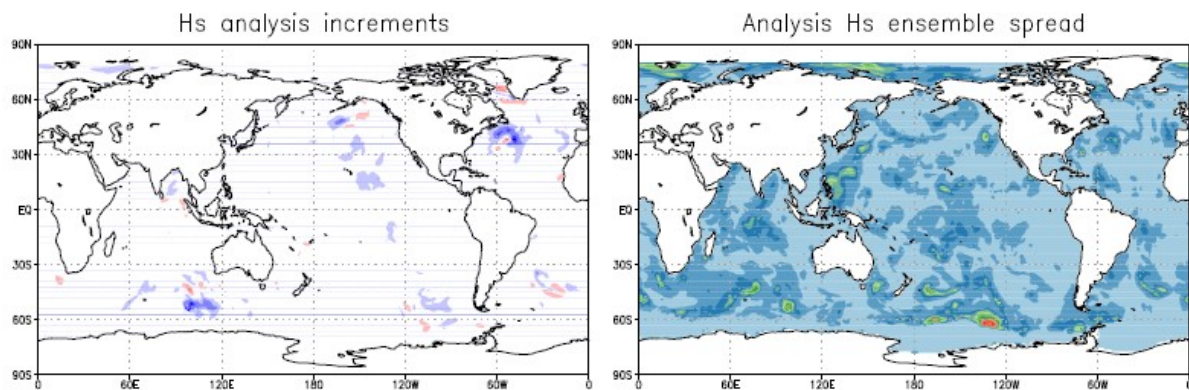 Hs analysis increments
90N
60N
30N
EQ
30S
60S
90S
0
60E
120E
180
120W
60W
0
Analysis Hs ensemble spread
90N
60N
30N
EQ
30S
60S
90S
0
60E
120E
180
120W
60W
0